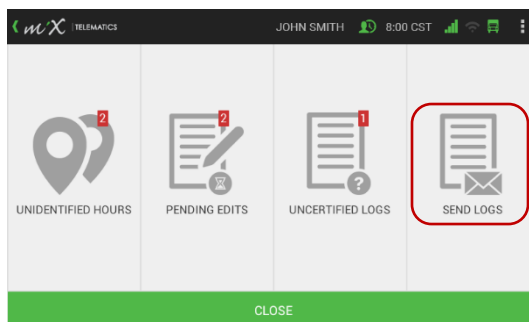 miX TELEMATICS JOHN SMITH 8:00 CST
2 2 1
?
UNIDENTIFIED HOURS PENDING EDITS UNCERTIFIED LOGS SEND LOGS
CLOSE